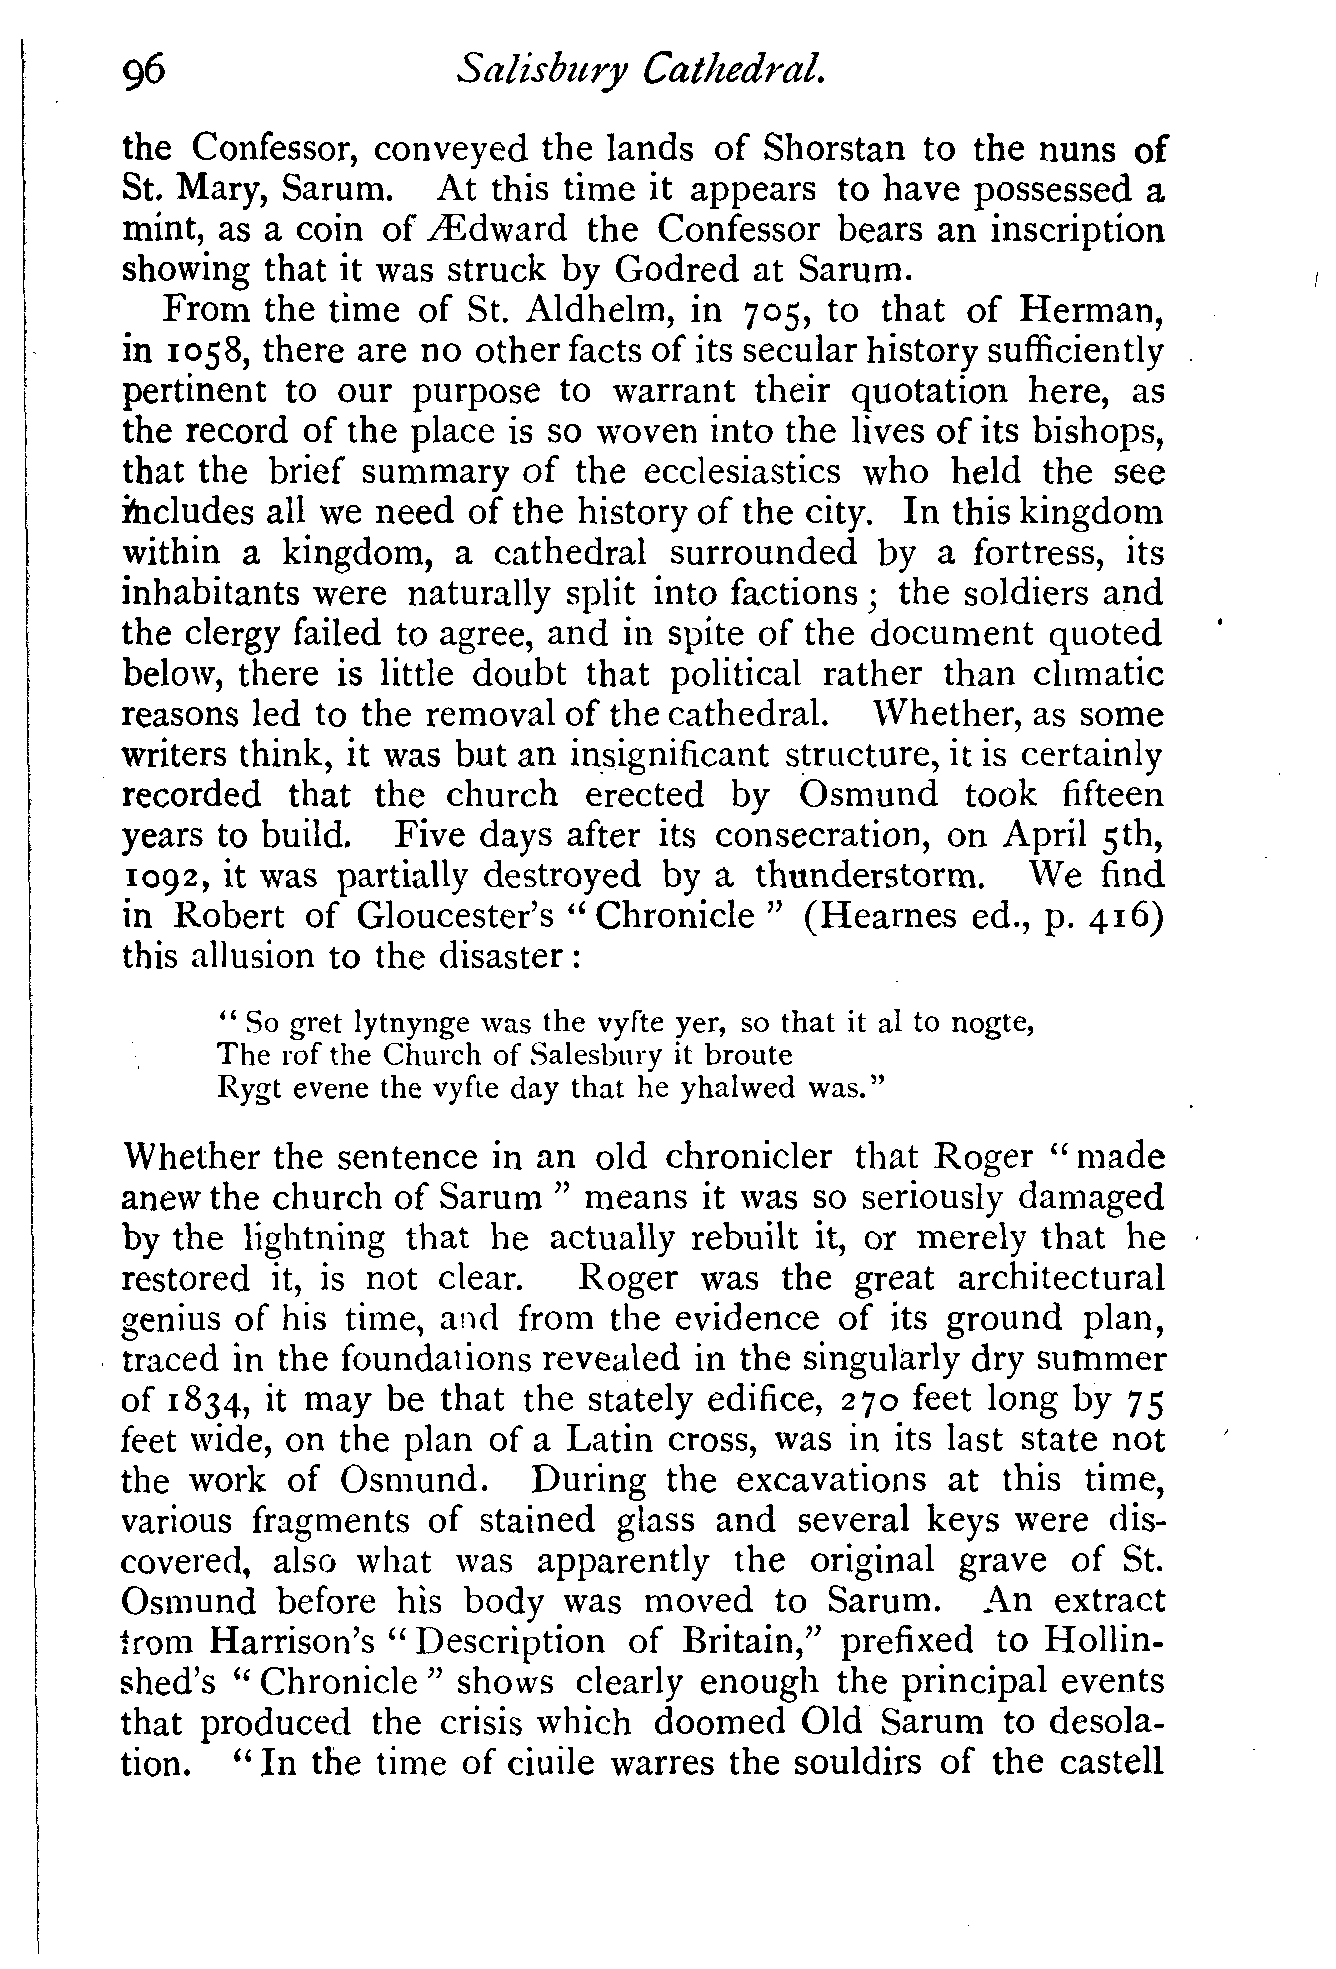 96 Salisbury Cathedral.
the Confessor, conveyed the lands of Shorstan to the nuns of
St. Mary, Sarum. At this time it appears to have possessed a
mint, as a coin of Ædward the Confessor bears an inscription
showing that it was struck by Godred at Sarum.
From the time of St. Aldhelm, in 705, to that of Herman,
in 1058, there are no other facts of its secular history sufficiently
pertinent to our purpose to warrant their quotation here, as
the record of the place is so woven into the lives of its bishops,
that the brief summary of the ecclesiastics who held the see
includes all we need of the history of the city. In this kingdom
within a kingdom, a cathedral surrounded by a fortress, its
inhabitants were naturally split into factions ; the soldiers and
the clergy failed to agree, and in spite of the document quoted
below, there is little doubt that political rather than climatic
reasons led to the removal of the cathedral. Whether, as some
writers think, it was but an insignificant structure, it is certainly
recorded that the church erected by Osmund took fifteen
years to build. Five days after its consecration, on April 5th,
1092, it was partially destroyed by a thunderstorm. We find
in Robert of Gloucester's “ Chronicle ” (Hearnes ed., p. 416)
this allusion to the disaster :
“ So gret lytnynge was the vyfte yer, so that it al to nogte,
The rof the Church of Salesbury it broute
Rygt evene the vyfte day that he yhalwed was.”
Whether the sentence in an old chronicler that Roger “ made
anew the church of Sarum ” means it was so seriously damaged
by the lightning that he actually rebuilt it, or merely that he
restored it, is not clear. Roger was the great architectural
genius of his time, and from the evidence of its ground plan,
traced in the foundations revealed in the singularly dry summer
of 1834, it may be that the stately edifice, 270 feet long by 75
feet wide, on the plan of a Latin cross, was in its last state not
the work of Osmund. During the excavations at this time,
various fragments of stained glass and several keys were dis-
covered, also what was apparently the original grave of St.
Osmund before his body was moved to Sarum. An extract
from Harrison's “ Description of Britain,” prefixed to Hollin-
shed's “ Chronicle ” shows clearly enough the principal events
that produced the crisis which doomed Old Sarum to desola-
tion. “ In the time of ciuile warres the souldirs of the castell